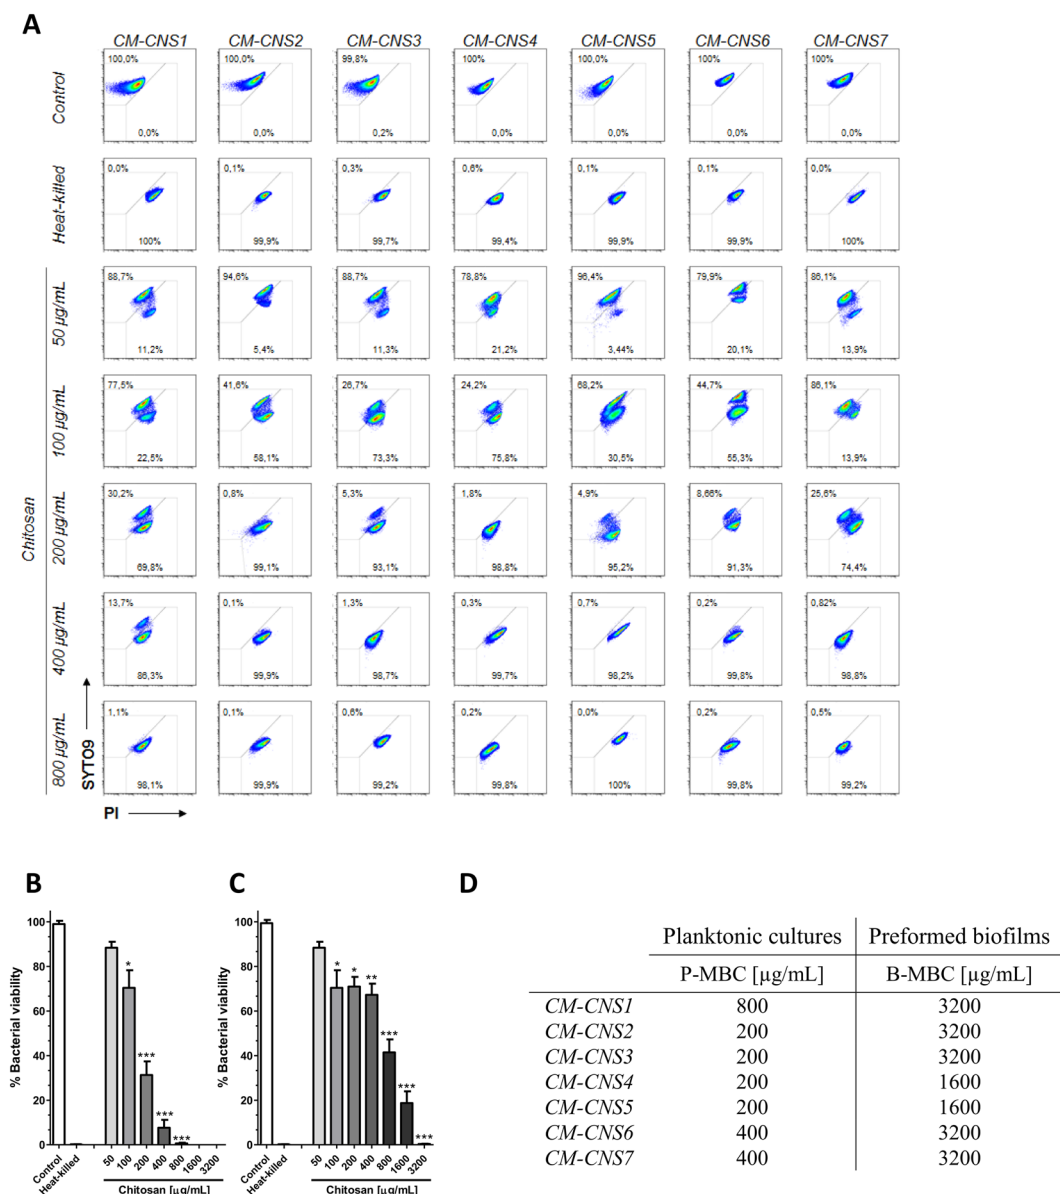 A
CM-CNS1 CM-CNS2 CM-CNS3 CM-CNS4 CM-CNS5 CM-CNS6 CM-CNS7
Control
100,0% 100,0% 99,8% 100% 100,0% 100% 100%
0,0% 0,0% 0,2% 0,0% 0,0% 0,0% 0,0%
Heat-killed
0,0% 0,1% 0,3% 0,6% 0,1% 0,1% 0,0%
100% 99,9% 99,7% 99,4% 99,9% 99,9% 100%
Chitosan
50 µg/mL
88,7% 94,6% 88,7% 78,8% 96,4% 79,9% 86,1%
11,2% 5,4% 11,3% 21,2% 3,44% 20,1% 13,9%
100 µg/mL
77,5% 41,6% 26,7% 24,2% 68,2% 44,7% 86,1%
22,5% 58,1% 73,3% 75,8% 30,5% 55,3% 13,9%
200 µg/mL
30,2% 0,8% 5,3% 1,8% 4,9% 8,66% 25,6%
69,8% 99,1% 93,1% 98,8% 95,2% 91,3% 74,4%
400 µg/mL
13,7% 0,1% 1,3% 0,3% 0,7% 0,2% 0,82%
86,3% 99,9% 98,7% 99,7% 98,2% 99,8% 98,8%
800 µg/mL
1,1% 0,1% 0,6% 0,2% 0,0% 0,2% 0,5%
98,1% 99,9% 99,2% 99,8% 100% 99,8% 99,2%
SYTO9
PI
B
% Bacterial viability
100
80
60
40
20
0
*
***
***
***
Control
Heat-killed
50 100 200 400 800 1600 3200
Chitosan [µg/mL]
C
% Bacterial viability
100
80
60
40
20
0
*
*
**
***
***
***
Control
Heat-killed
50 100 200 400 800 1600 3200
Chitosan [µg/mL]
D
Planktonic cultures Preformed biofilms
P-MBC [µg/mL] B-MBC [µg/mL]
CM-CNS1 800 3200
CM-CNS2 200 3200
CM-CNS3 200 3200
CM-CNS4 200 1600
CM-CNS5 200 1600
CM-CNS6 400 3200
CM-CNS7 400 3200